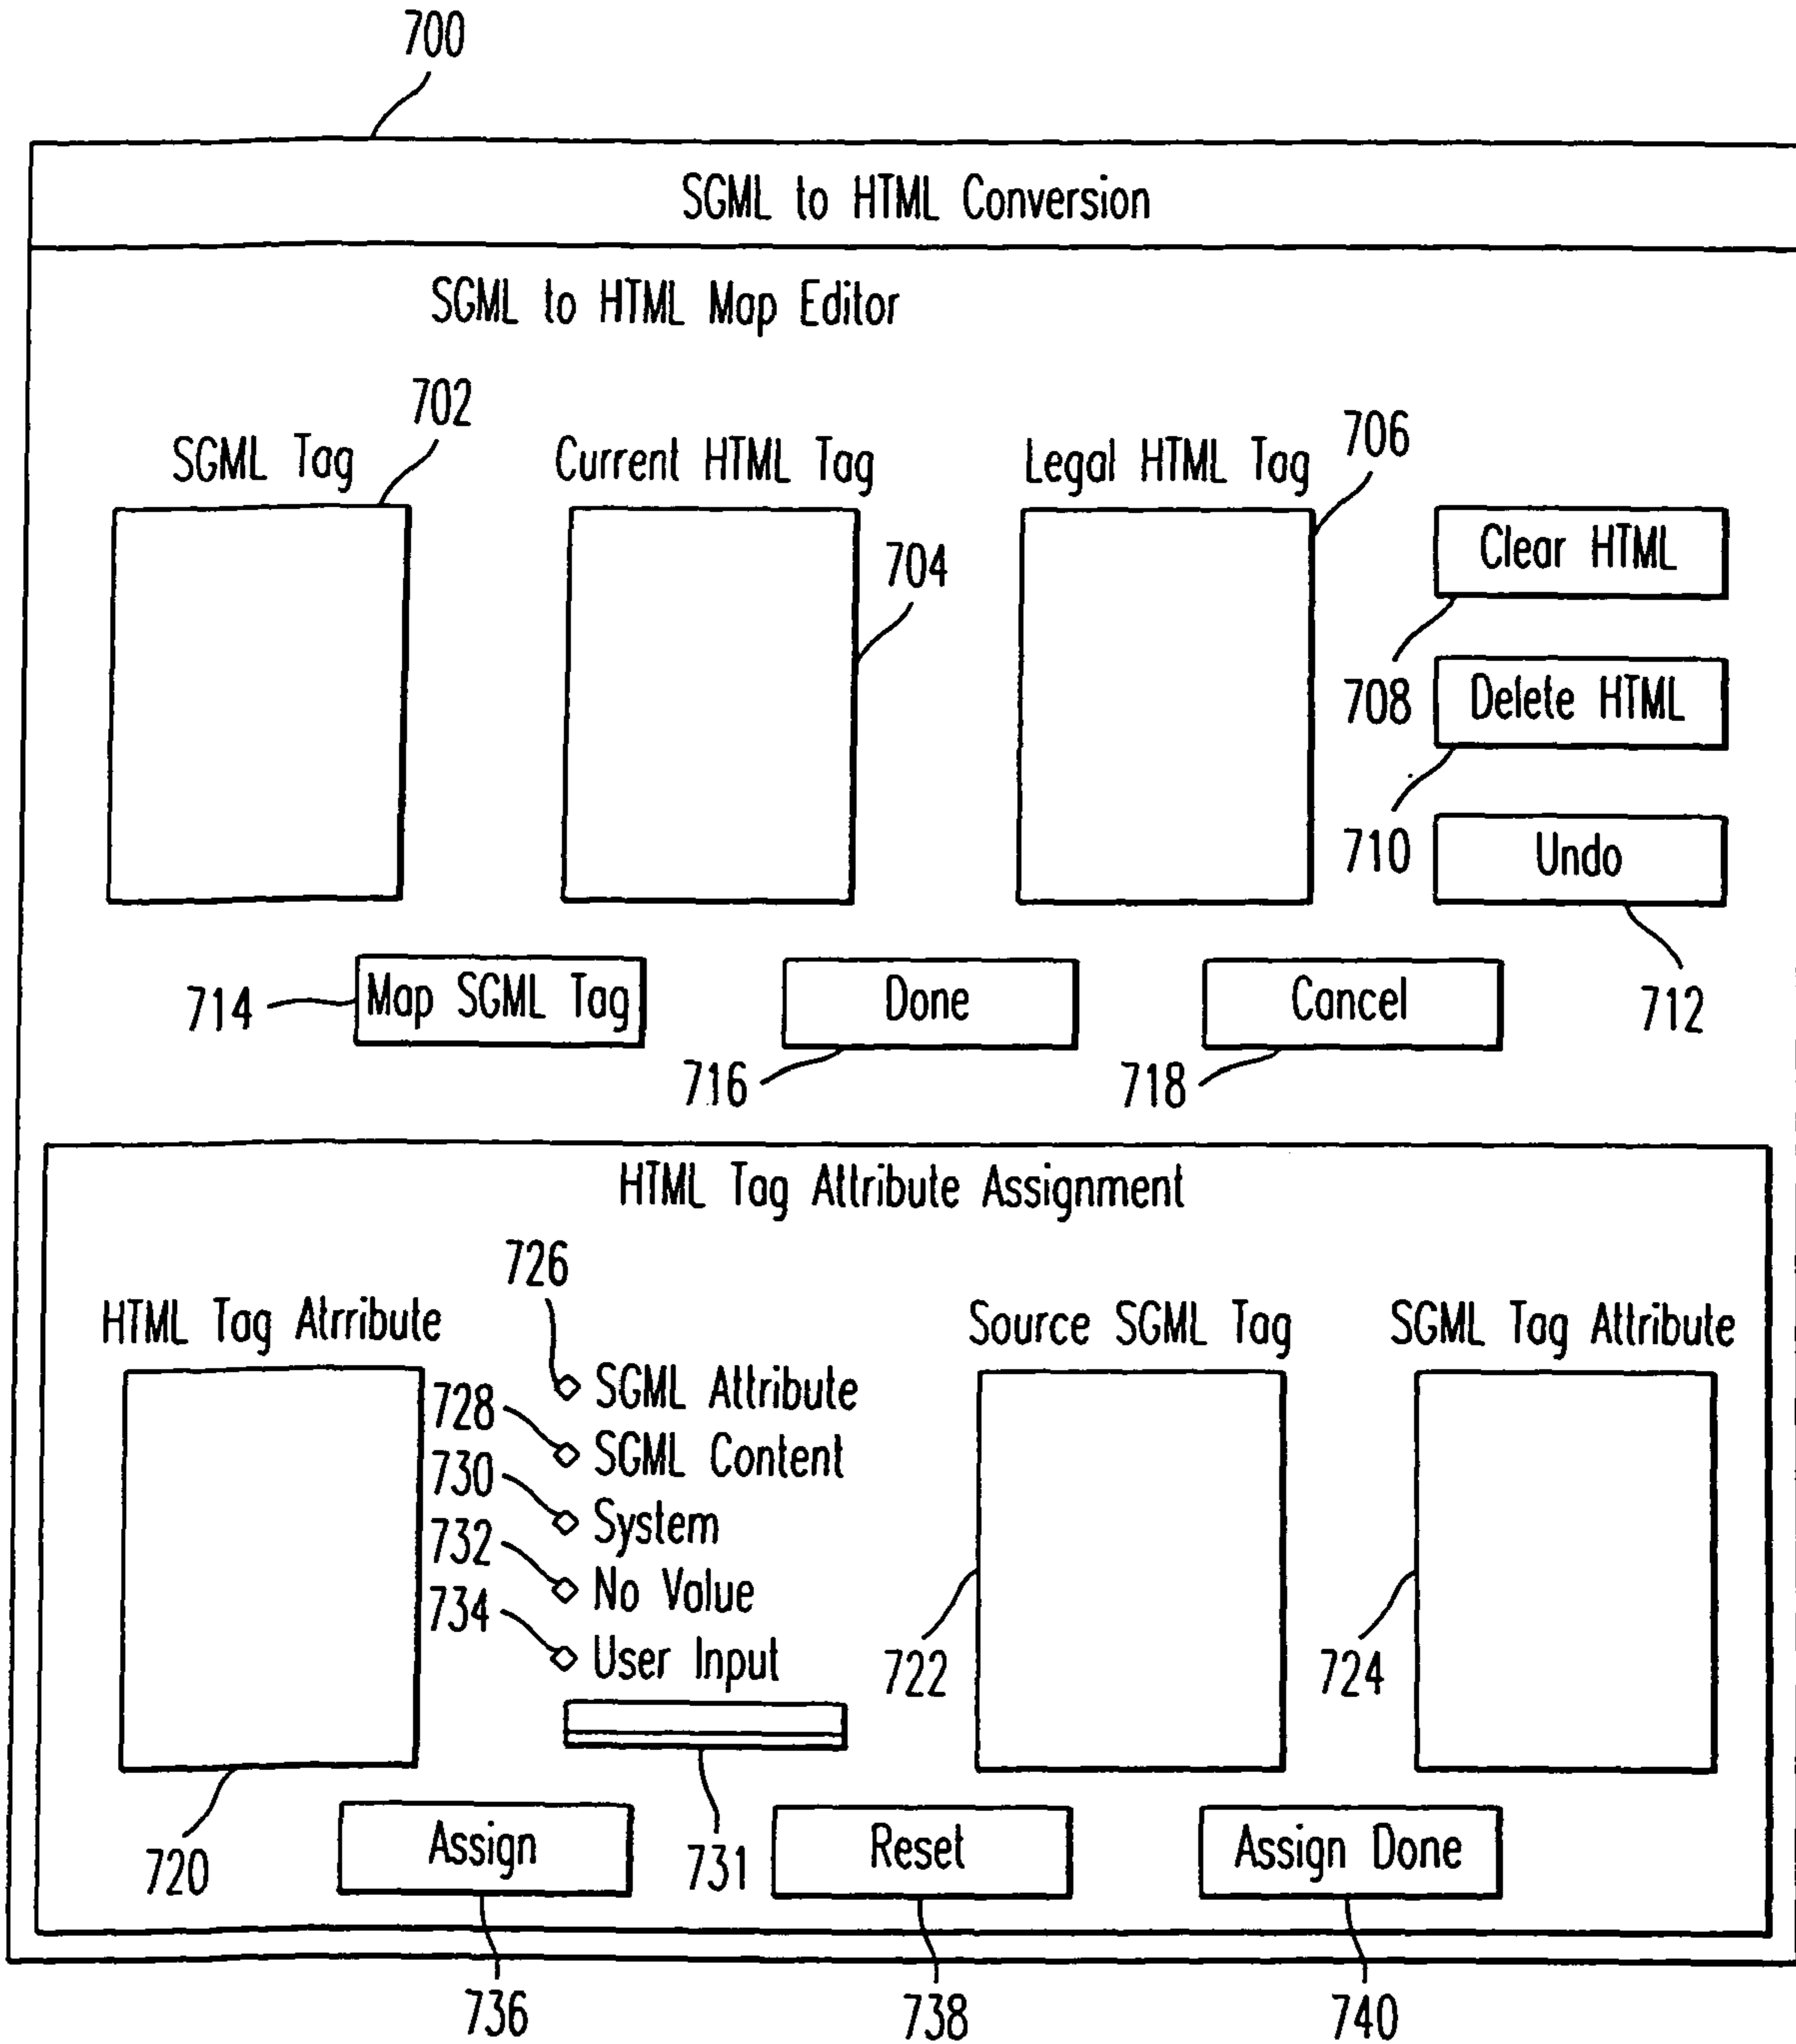 700
SGML to HTML Conversion
SGML to HTML Map Editor
702
706
SGML Tag Current HTML Tag Legal HTML Tag
Clear HTML
704
708 Delete HTML
710 Undo
714 Map SGML Tag Done Cancel 712
716 718
HTML Tag Attribute Assignment
726
HTML Tag Atrribute Source SGML Tag SGML Tag Attribute
SGML Attribute
728
SGML Content
730
System
732
No Value
734
User Input 722 724
720 Assign 731 Reset Assign Done
736 738 740